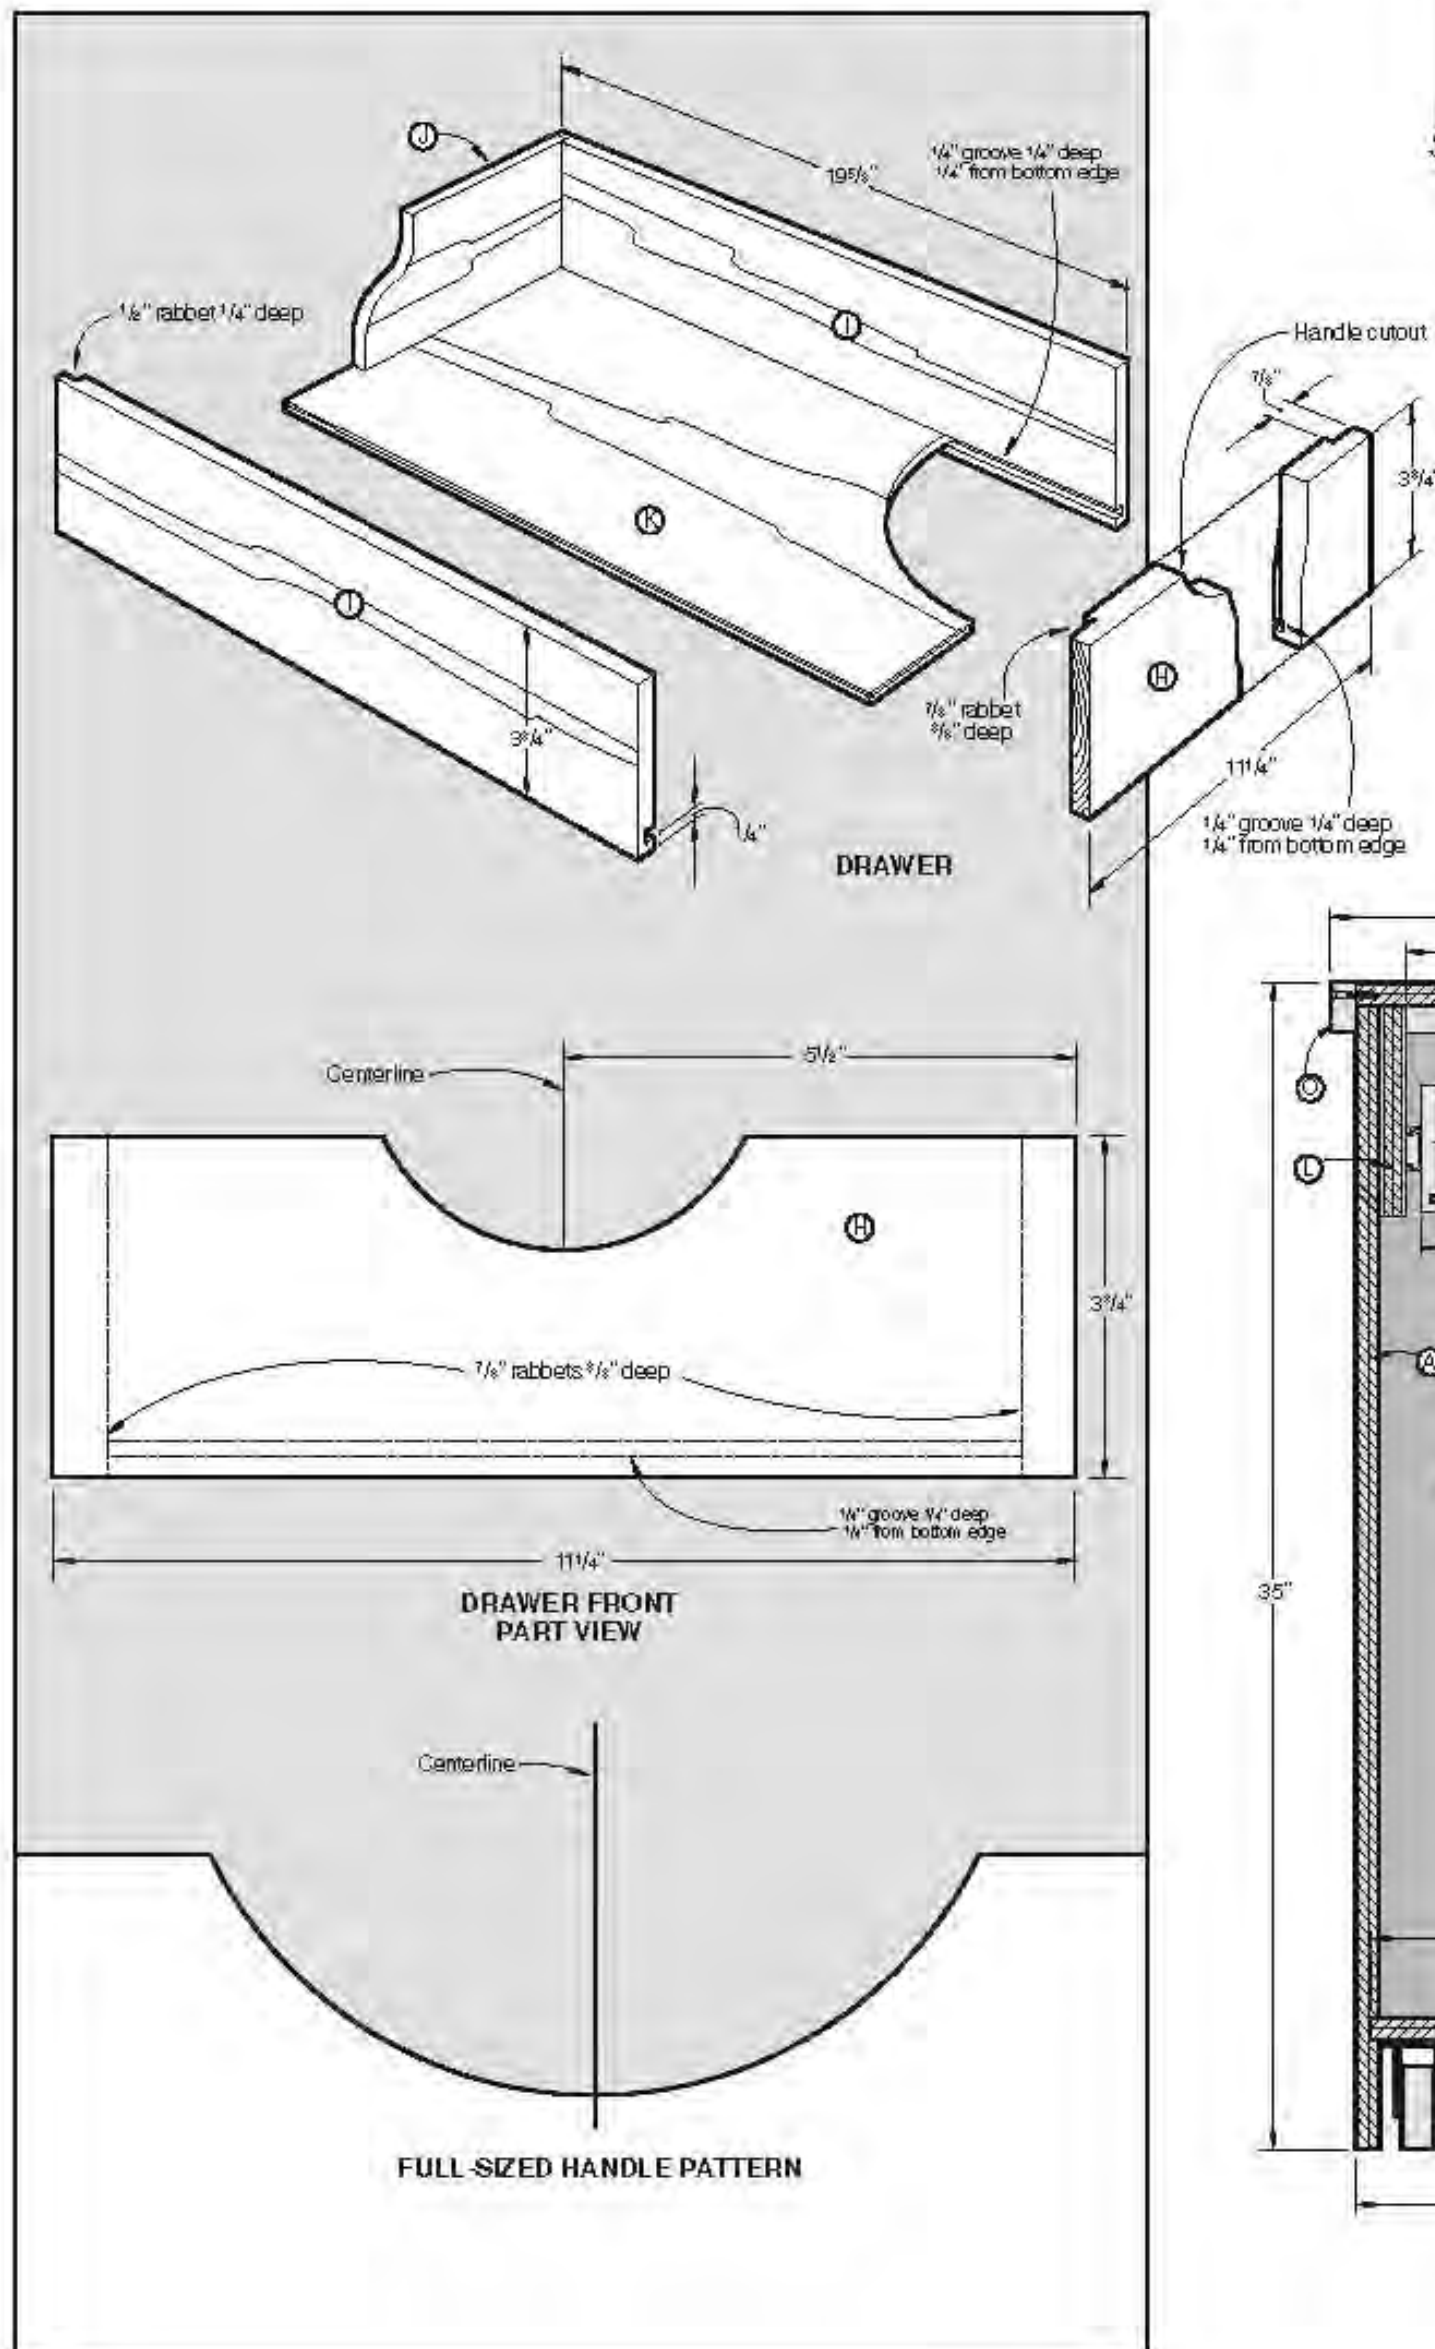 J
19⁵/₈"
¹/₄" groove ¹/₄" deep
¹/₄" from bottom edge
¹/₂" rabbet ¹/₄" deep
I
Handle cutout
⁷/₈"
3³/₄"
K
I
H
⁷/₈" rabbet
³/₈" deep
3³/₄"
11¹/₄"
¹/₄"
¹/₄" groove ¹/₄" deep
¹/₄" from bottom edge
DRAWER
5¹/₂"
Centerline
O
L
H
3³/₄"
A
⁷/₈" rabbets ³/₈" deep
¹/₄" groove ¹/₄" deep
¹/₄" from bottom edge
11¹/₄"
35"
DRAWER FRONT
PART VIEW
Centerline
FULL-SIZED HANDLE PATTERN